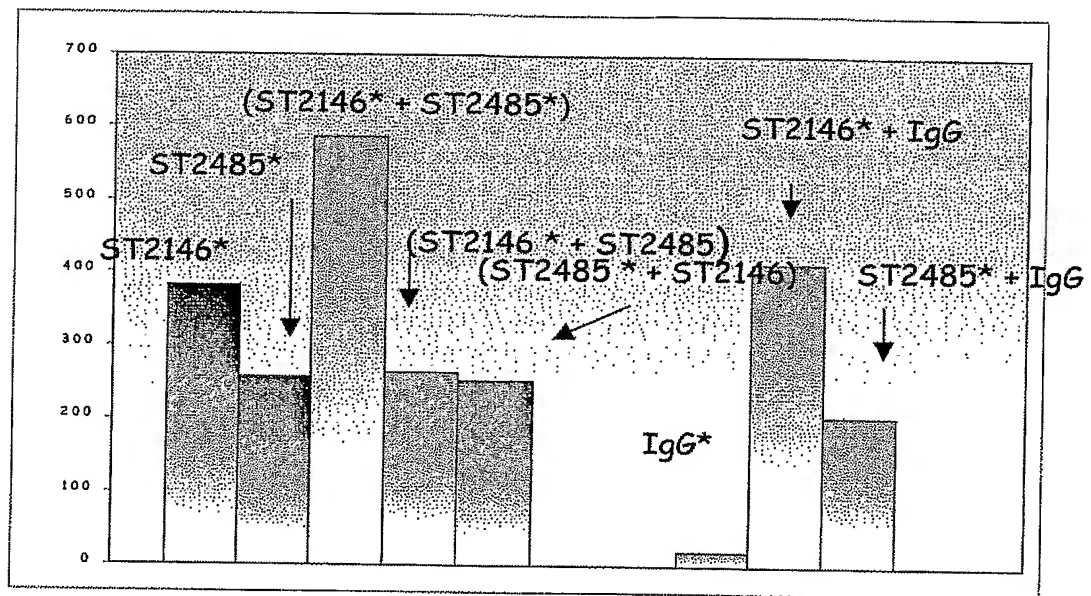 700
(ST2146* + ST2485*)
600
ST2146* + IgG
ST2485*
500
ST2146*
(ST2146 * + ST2485)
(ST2485 * + ST2146)
400
ST2485* + IgG
300
200
IgG*
100
0